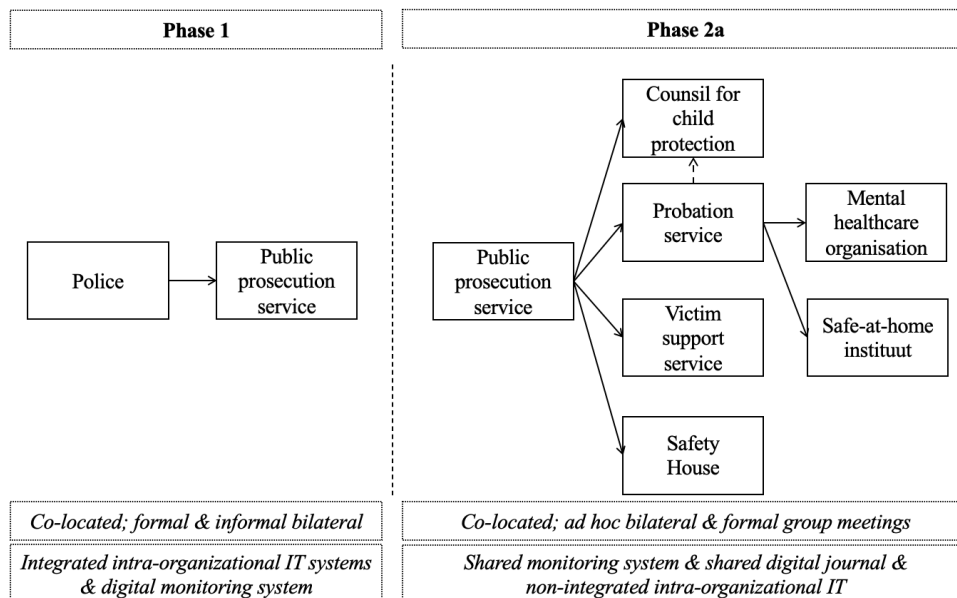 Phase 1
Police
Public
prosecution
service
Co-located; formal & informal bilateral
Integrated intra-organizational IT systems
& digital monitoring system
Phase 2a
Public
prosecution
service
Counsil for
child
protection
Probation
service
Mental
healthcare
organisation
Victim
support
service
Safe-at-home
instituut
Safety
House
Co-located; ad hoc bilateral & formal group meetings
Shared monitoring system & shared digital journal &
non-integrated intra-organizational IT